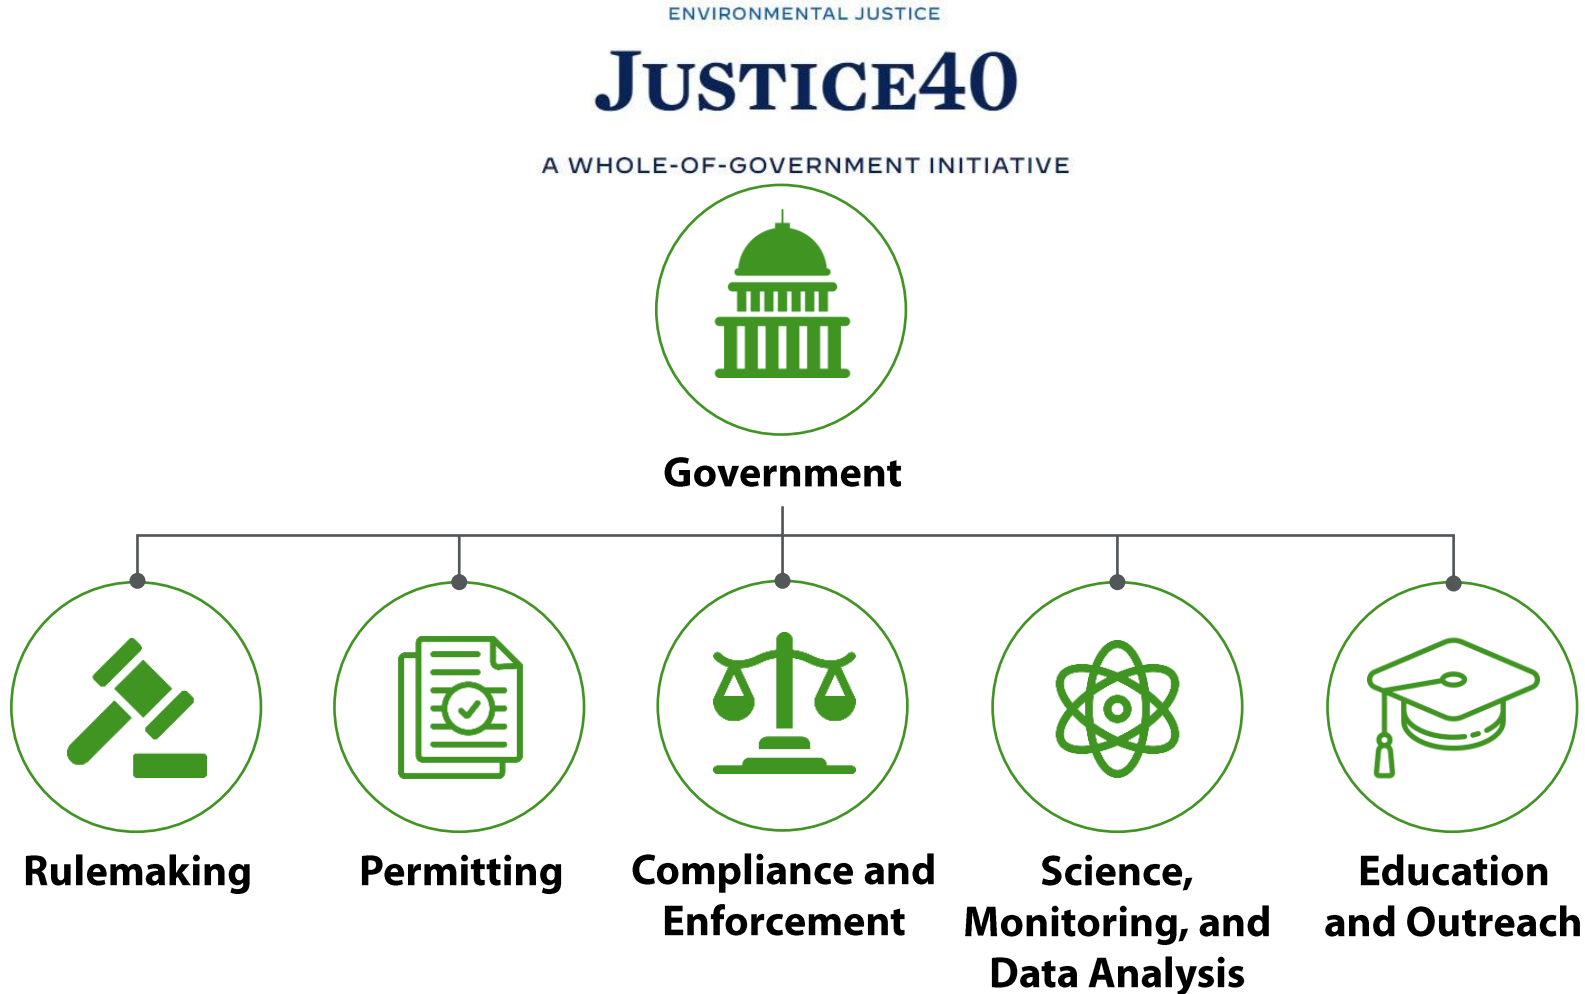 ENVIRONMENTAL JUSTICE
JUSTICE40
A WHOLE-OF-GOVERNMENT INITIATIVE
Government
Rulemaking
Permitting
Compliance and
Enforcement
Science,
Monitoring, and
Data Analysis
Education
and Outreach